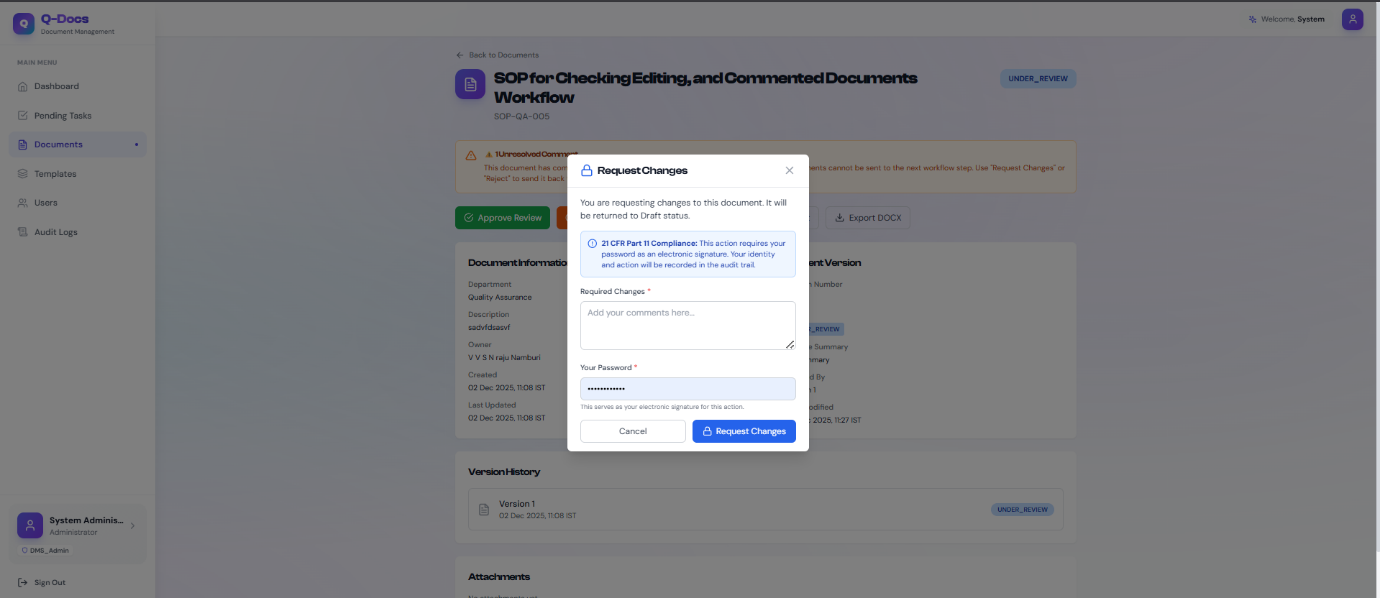 Q
Q-Docs
Document Management
Welcome, System
MAIN MENU
Dashboard
Pending Tasks
Documents
Templates
Users
Audit Logs
System Adminis...
Administrator
DMS_Admin
Sign Out
Back to Documents
SOP for Checking Editing, and Commented Documents
Workflow
SOP-QA-005
UNDER_REVIEW
1 Unresolved Comment
This document has com
ents cannot be sent to the next workflow step. Use "Request Changes" or
"Reject" to send it back
Approve Review
Export DOCX
Document Informatio
Department
Quality Assurance
Description
sadvfdsasvf
Owner
V V S N raju Namburi
Created
02 Dec 2025, 11:08 IST
Last Updated
02 Dec 2025, 11:08 IST
Request Changes
You are requesting changes to this document. It will
be returned to Draft status.
21 CFR Part 11 Compliance: This action requires your
password as an electronic signature. Your identity
and action will be recorded in the audit trail.
Required Changes *
Add your comments here...
Your Password *
••••••••••••
This serves as your electronic signature for this action.
Cancel
Request Changes
nt Version
n Number
_REVIEW
e Summary
mmary
d By
1
dified
2025, 11:27 IST
Version History
Version 1
02 Dec 2025, 11:08 IST
UNDER_REVIEW
Attachments